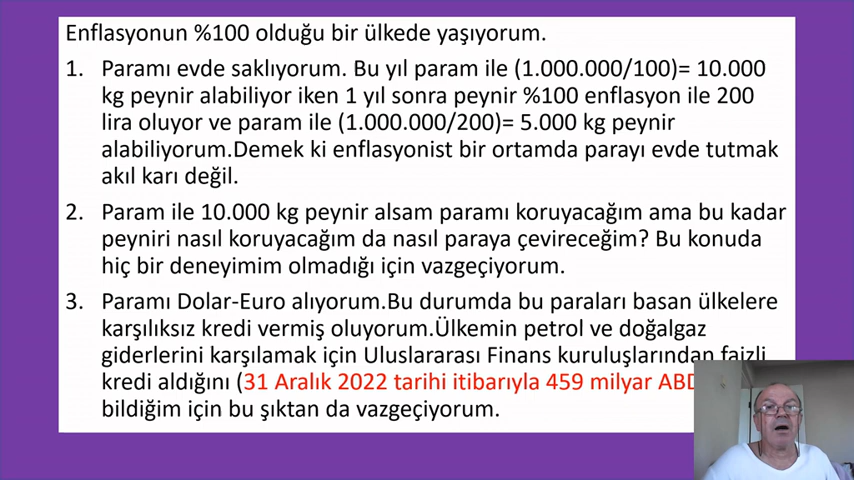 Enflasyonun %100 olduğu bir ülkede yaşıyorum.
1. Paramı evde saklıyorum. Bu yıl param ile (1.000.000/100)= 10.000
kg peynir alabiliyor iken 1 yıl sonra peynir %100 enflasyon ile 200
lira oluyor ve param ile (1.000.000/200)= 5.000 kg peynir
alabiliyorum.Demek ki enflasyonist bir ortamda parayı evde tutmak
akıl karı değil.
2. Param ile 10.000 kg peynir alsam paramı koruyacağım ama bu kadar
peyniri nasıl koruyacağım da nasıl paraya çevireceğim? Bu konuda
hiç bir deneyimim olmadığı için vazgeçiyorum.
3. Paramı Dolar-Euro alıyorum.Bu durumda bu paraları basan ülkelere
karşılıksız kredi vermiş oluyorum.Ülkemin petrol ve doğalgaz
giderlerini karşılamak için Uluslararası Finans kuruluşlarından faizli
kredi aldığını (31 Aralık 2022 tarihi itibarıyla 459 milyar
bildiğim için bu şıktan da vazgeçiyorum.